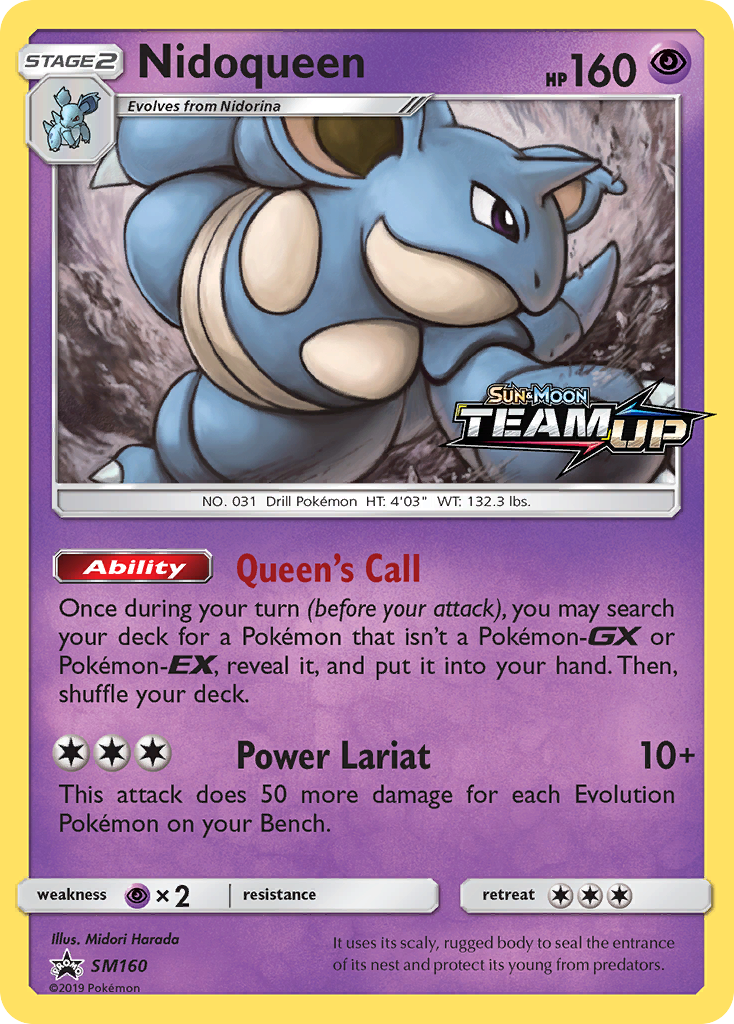 STAGE2 Nidoqueen HP160
Evolves from Nidorina
SUN&MOON
TEAM UP
NO. 031 Drill Pokémon HT: 4'03" WT: 132.3 lbs.
Ability Queen's Call
Once during your turn (before your attack), you may search
your deck for a Pokémon that isn't a Pokémon-GX or
Pokémon-EX, reveal it, and put it into your hand. Then,
shuffle your deck.
Power Lariat 10+
This attack does 50 more damage for each Evolution
Pokémon on your Bench.
weakness ×2 resistance retreat
Illus. Midori Harada
PROMO SM160
©2019 Pokémon
It uses its scaly, rugged body to seal the entrance
of its nest and protect its young from predators.